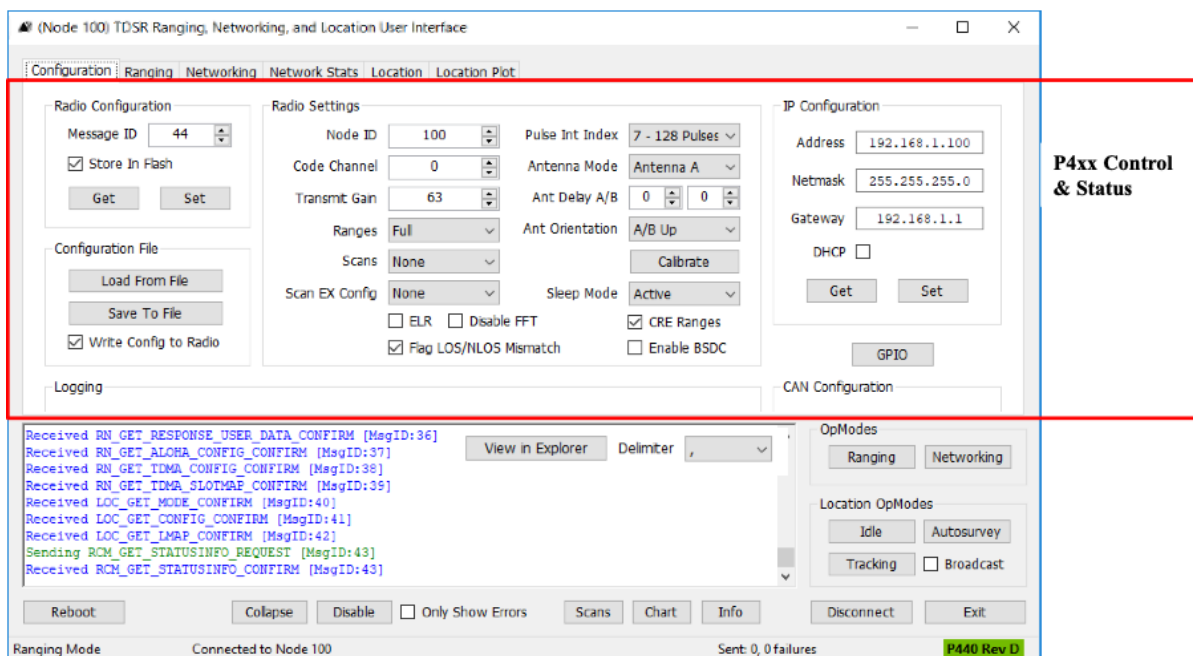 (Node 100) TDSR Ranging, Networking, and Location User Interface
Configuration Ranging Networking Network Stats Location Location Plot
Radio Configuration
Message ID 44
Store In Flash
Get Set
Configuration File
Load From File
Save To File
Write Config to Radio
Radio Settings
Node ID 100 Pulse Int Index 7 - 128 Pulses
Code Channel 0 Antenna Mode Antenna A
Transmit Gain 63 Ant Delay A/B 0 0
Ranges Full Ant Orientation A/B Up
Scans None Calibrate
Scan EX Config None Sleep Mode Active
ELR Disable FFT CRE Ranges
Flag LOS/NLOS Mismatch Enable BSDC
IP Configuration
Address 192.168.1.100
Netmask 255.255.255.0
Gateway 192.168.1.1
DHCP
Get Set
GPIO
P4xx Control
& Status
Logging CAN Configuration
Received RN_GET_RESPONSE_USER_DATA_CONFIRM [MsgID:36]
Received RN_GET_ALOHA_CONFIG_CONFIRM [MsgID:37]
Received RN_GET_TDMA_CONFIG_CONFIRM [MsgID:38]
Received RN_GET_TDMA_SLOTMAP_CONFIRM [MsgID:39]
Received LOC_GET_MODE_CONFIRM [MsgID:40]
Received LOC_GET_CONFIG_CONFIRM [MsgID:41]
Received LOC_GET_LMAP_CONFIRM [MsgID:42]
Sending RCM_GET_STATUSINFO_REQUEST [MsgID:43]
Received RCM_GET_STATUSINFO_CONFIRM [MsgID:43]
View in Explorer Delimiter ,
OpModes
Ranging Networking
Location OpModes
Idle Autosurvey
Tracking Broadcast
Reboot Collapse Disable Only Show Errors Scans Chart Info Disconnect Exit
Ranging Mode Connected to Node 100 Sent: 0, 0 failures P440 Rev D